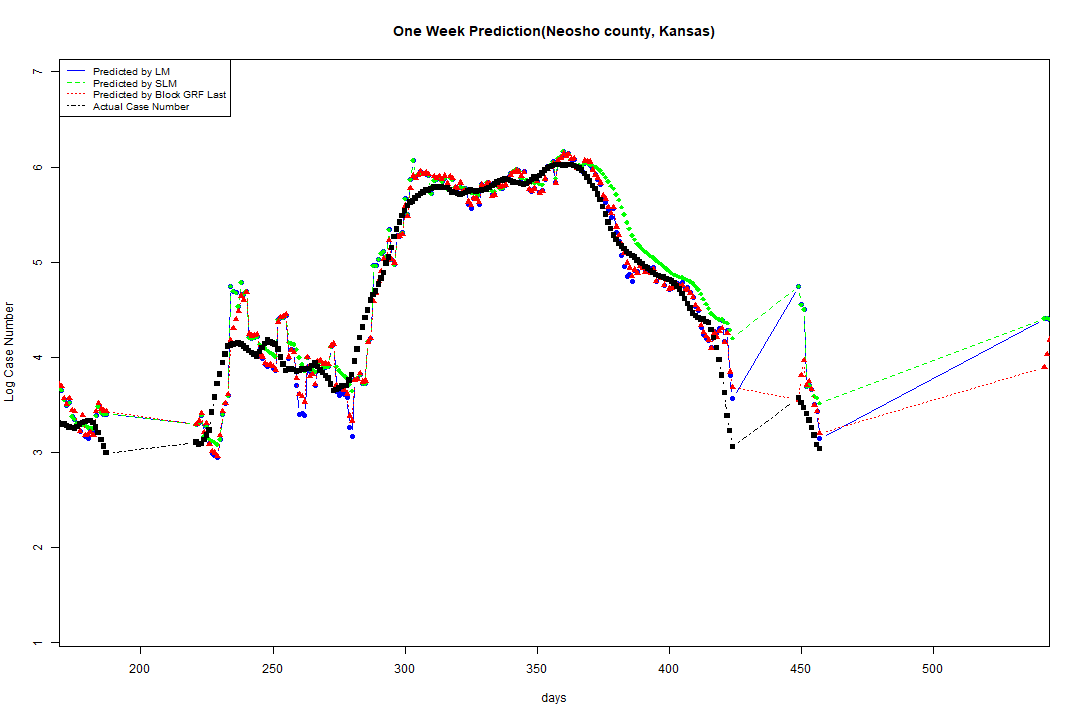 One Week Prediction(Neosho county, Kansas)
Predicted by LM
Predicted by SLM
Predicted by Block GRF Last
Actual Case Number
7
6
5
4
3
2
1
Log Case Number
200 250 300 350 400 450 500
days